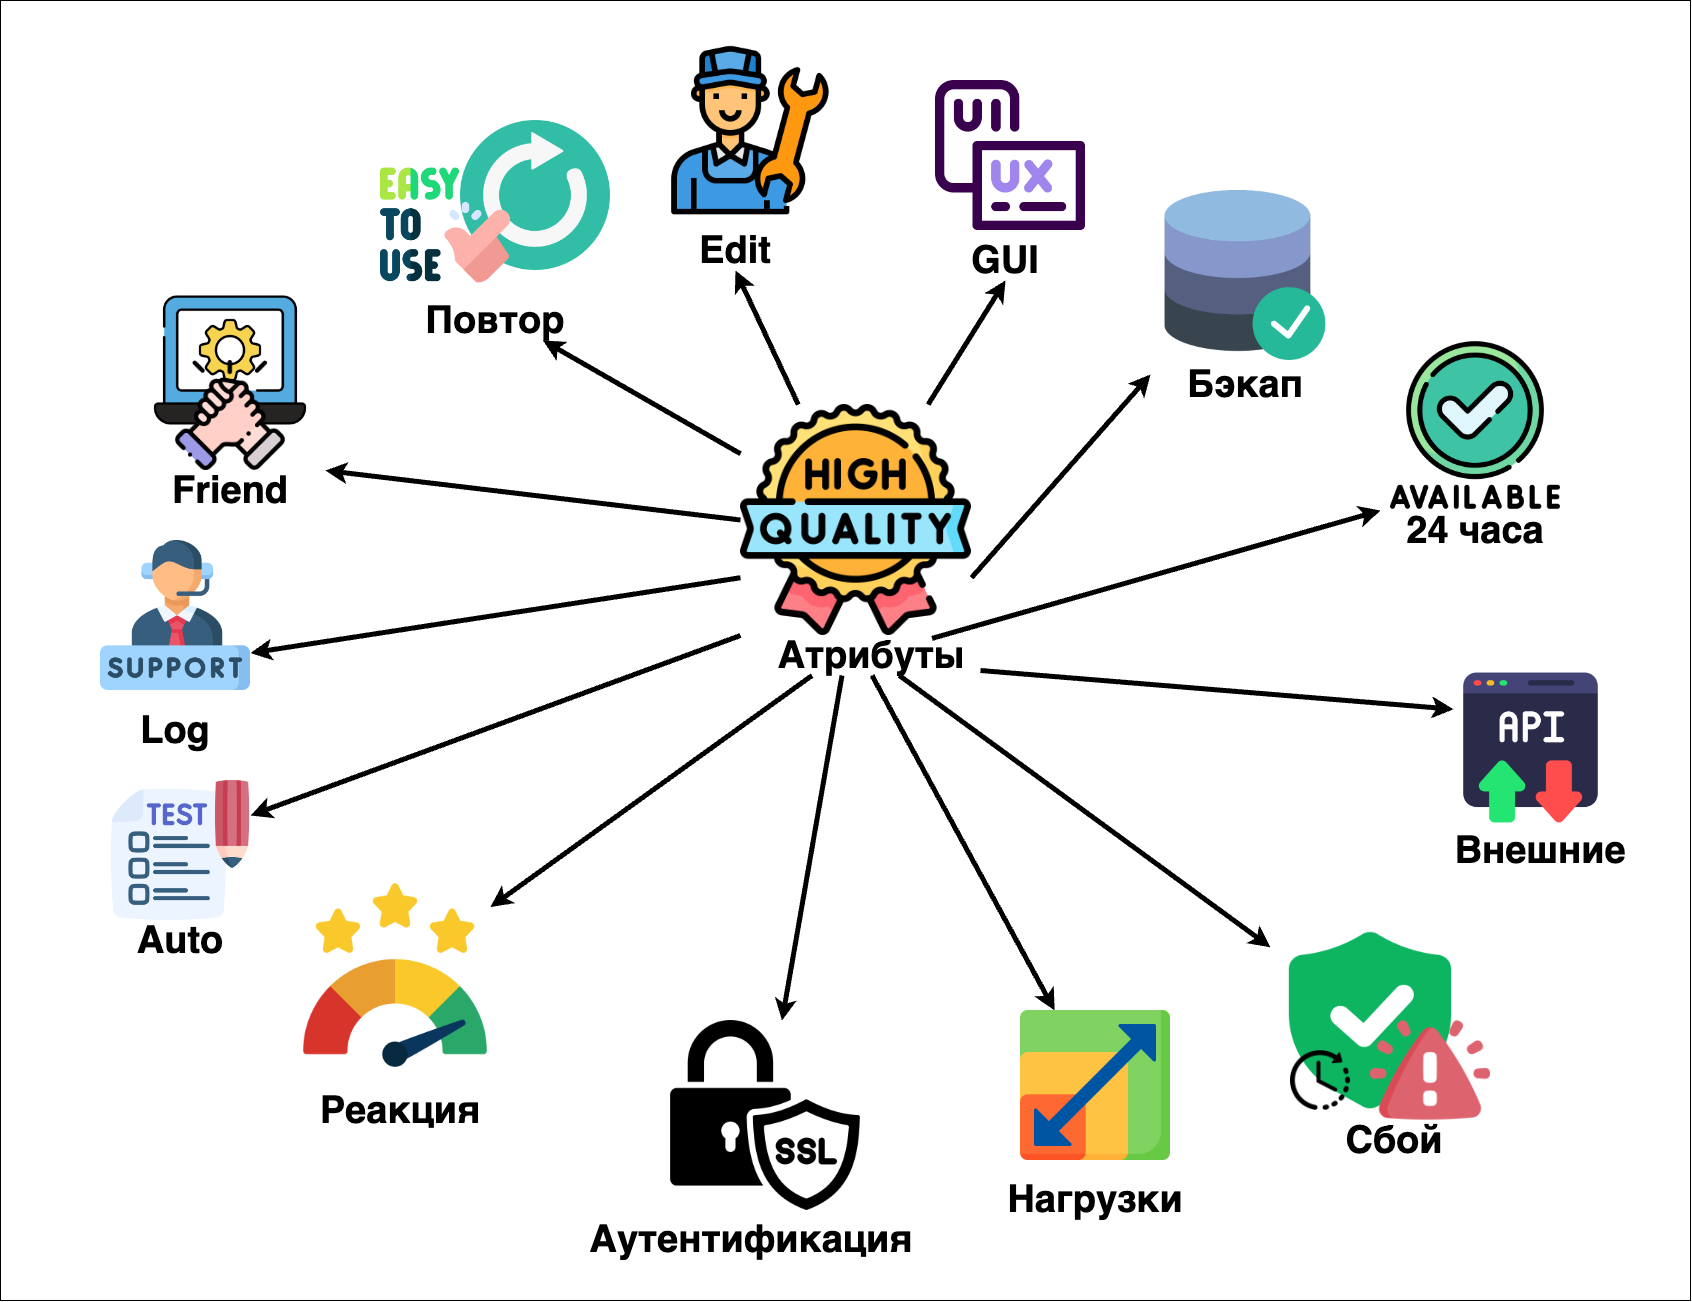 UI
UX
Edit
GUI
EASY
TO
USE
Повтор
Бэкап
Friend
HIGH
QUALITY
AVAILABLE
24 часа
SUPPORT
Log
Атрибуты
API
Внешние
TEST
Auto
Реакция
SSL
Аутентификация
Нагрузки
Сбой